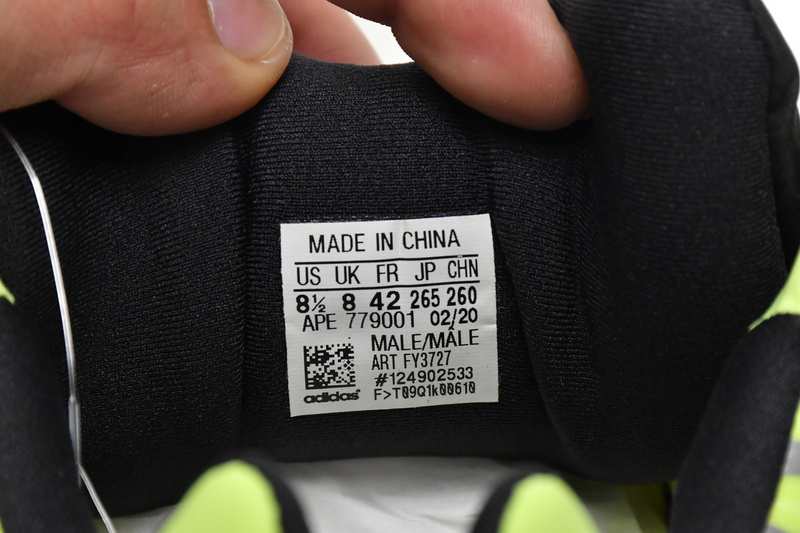 MADE IN CHINA
US UK FR JP CHN
8½ 8 42 265 260
APE 779001 02/20
MALE/MÂLE
ART FY3727
#124902533
F>T09Q1k00610
adidas